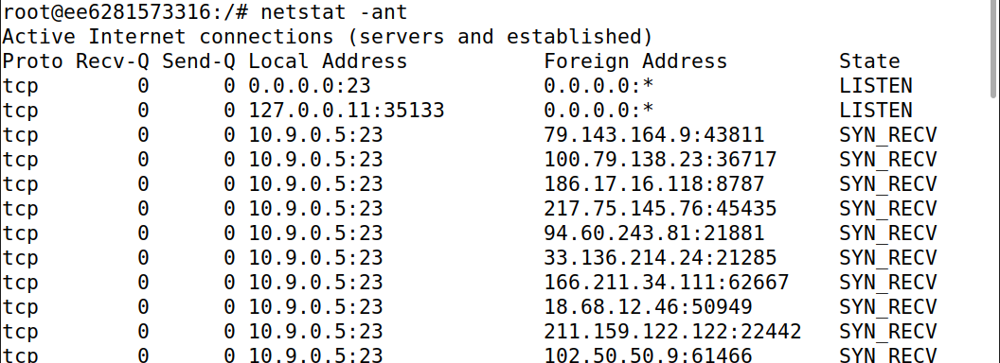 root@ee6281573316:/# netstat -ant
Active Internet connections (servers and established)
Proto Recv-Q Send-Q Local Address           Foreign Address         State
tcp        0      0 0.0.0.0:23              0.0.0.0:*               LISTEN
tcp        0      0 127.0.0.11:35133        0.0.0.0:*               LISTEN
tcp        0      0 10.9.0.5:23             79.143.164.9:43811      SYN_RECV
tcp        0      0 10.9.0.5:23             100.79.138.23:36717     SYN_RECV
tcp        0      0 10.9.0.5:23             186.17.16.118:8787      SYN_RECV
tcp        0      0 10.9.0.5:23             217.75.145.76:45435     SYN_RECV
tcp        0      0 10.9.0.5:23             94.60.243.81:21881      SYN_RECV
tcp        0      0 10.9.0.5:23             33.136.214.24:21285     SYN_RECV
tcp        0      0 10.9.0.5:23             166.211.34.111:62667    SYN_RECV
tcp        0      0 10.9.0.5:23             18.68.12.46:50949       SYN_RECV
tcp        0      0 10.9.0.5:23             211.159.122.122:22442   SYN_RECV
tcp        0      0 10.9.0.5:23             102.50.50.9:61466       SYN_RECV